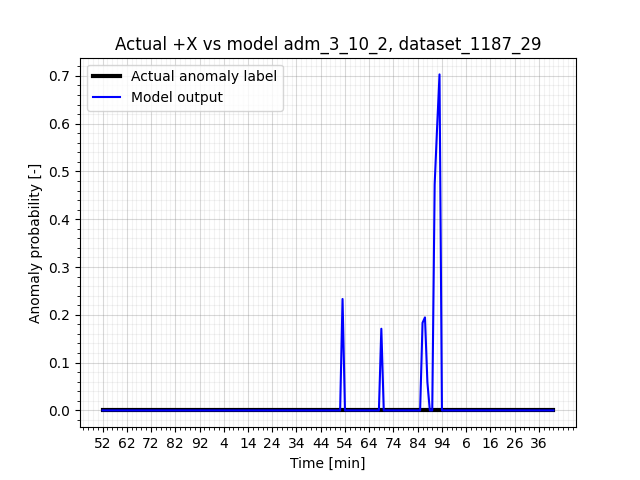 Actual +X vs model adm_3_10_2, dataset_1187_29
Actual anomaly label
Model output
Anomaly probability [-]
0.7
0.6
0.5
0.4
0.3
0.2
0.1
0.0
52 62 72 82 92 4 14 24 34 44 54 64 74 84 94 6 16 26 36
Time [min]